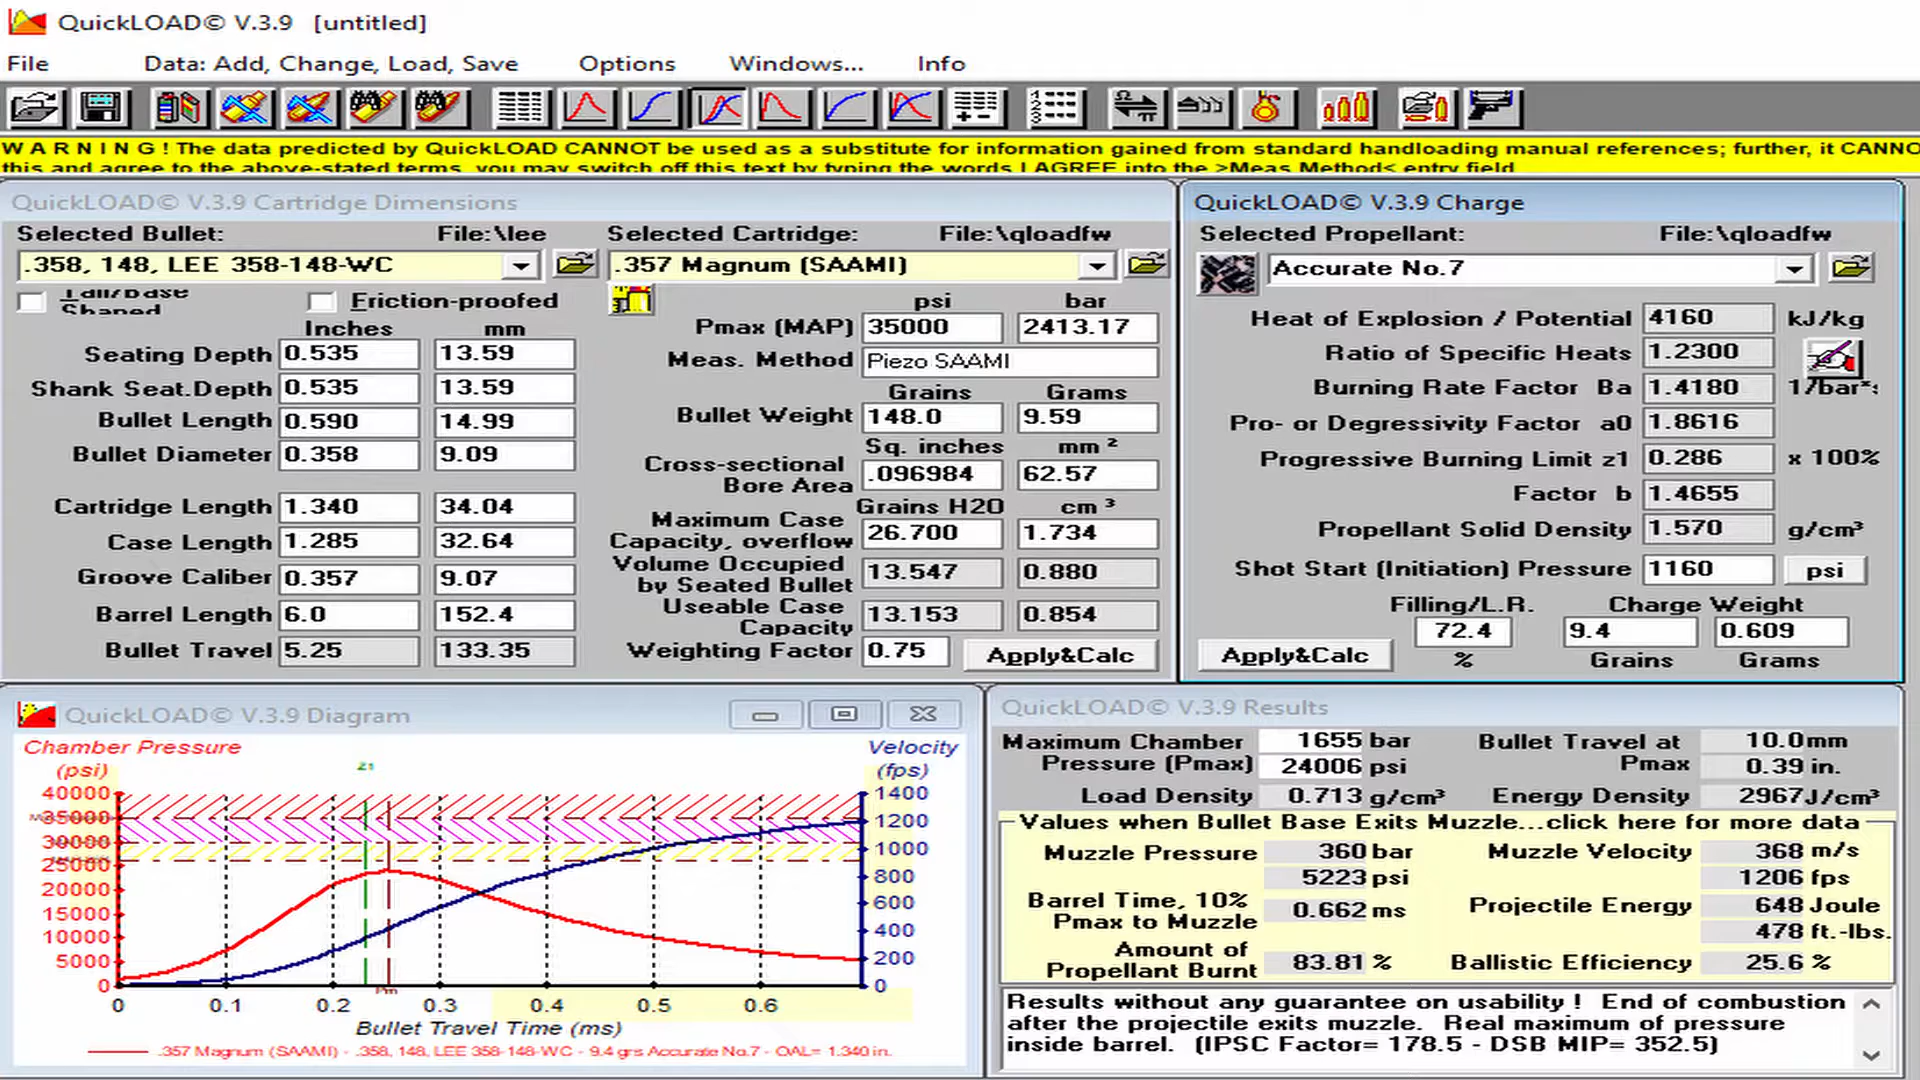 QuickLOAD© V.3.9 [untitled]
File Data: Add, Change, Load, Save Options Windows... Info
W A R N I N G ! The data predicted by QuickLOAD CANNOT be used as a substitute for information gained from standard handloading manual references; further, it CANNO
this and agree to the above-stated terms, you may switch off this text by typing the words I AGREE into the >Meas Method< entry field
QuickLOAD© V.3.9 Cartridge Dimensions
Selected Bullet: File:\lee
.358, 148, LEE 358-148-WC
Tail/Base
Shaped
Friction-proofed
Inches mm
Seating Depth 0.535 13.59
Shank Seat.Depth 0.535 13.59
Bullet Length 0.590 14.99
Bullet Diameter 0.358 9.09
Cartridge Length 1.340 34.04
Case Length 1.285 32.64
Groove Caliber 0.357 9.07
Barrel Length 6.0 152.4
Bullet Travel 5.25 133.35
Selected Cartridge: File:\qloadfw
.357 Magnum (SAAMI)
psi bar
Pmax (MAP) 35000 2413.17
Meas. Method Piezo SAAMI
Grains Grams
Bullet Weight 148.0 9.59
Sq. inches mm ²
Cross-sectional
Bore Area .096984 62.57
Grains H2O cm ³
Maximum Case
Capacity, overflow 26.700 1.734
Volume Occupied
by Seated Bullet 13.547 0.880
Useable Case
Capacity 13.153 0.854
Weighting Factor 0.75 Apply&Calc
QuickLOAD© V.3.9 Charge
Selected Propellant: File:\qloadfw
Accurate No.7
Heat of Explosion / Potential 4160 kJ/kg
Ratio of Specific Heats 1.2300
Burning Rate Factor Ba 1.4180 1/bar*s
Pro- or Degressivity Factor a0 1.8616
Progressive Burning Limit z1 0.286 x 100%
Factor b 1.4655
Propellant Solid Density 1.570 g/cm³
Shot Start (Initiation) Pressure 1160 psi
Filling/L.R. Charge Weight
72.4 9.4 0.609
Apply&Calc % Grains Grams
QuickLOAD© V.3.9 Diagram
Chamber Pressure Velocity
(psi) (fps)
Z1
40000 1400
35000 1200
30000 1000
25000 800
20000 600
15000 400
10000 200
5000 0
0
Pm
0 0.1 0.2 0.3 0.4 0.5 0.6
Bullet Travel Time (ms)
.357 Magnum (SAAMI) - .358, 148, LEE 358-148-WC - 9.4 grs Accurate No.7 - OAL= 1.340 in.
QuickLOAD© V.3.9 Results
Maximum Chamber 1655 bar
Pressure (Pmax) 24006 psi
Load Density 0.713 g/cm³
Bullet Travel at 10.0 mm
Pmax 0.39 in.
Energy Density 2967 J/cm³
Values when Bullet Base Exits Muzzle...click here for more data
Muzzle Pressure 360 bar
5223 psi
Barrel Time, 10%
Pmax to Muzzle 0.662 ms
Amount of
Propellant Burnt 83.81 %
Muzzle Velocity 368 m/s
1206 fps
Projectile Energy 648 Joule
478 ft.-lbs.
Ballistic Efficiency 25.6 %
Results without any guarantee on usability ! End of combustion
after the projectile exits muzzle. Real maximum of pressure
inside barrel. (IPSC Factor= 178.5 - DSB MIP= 352.5)